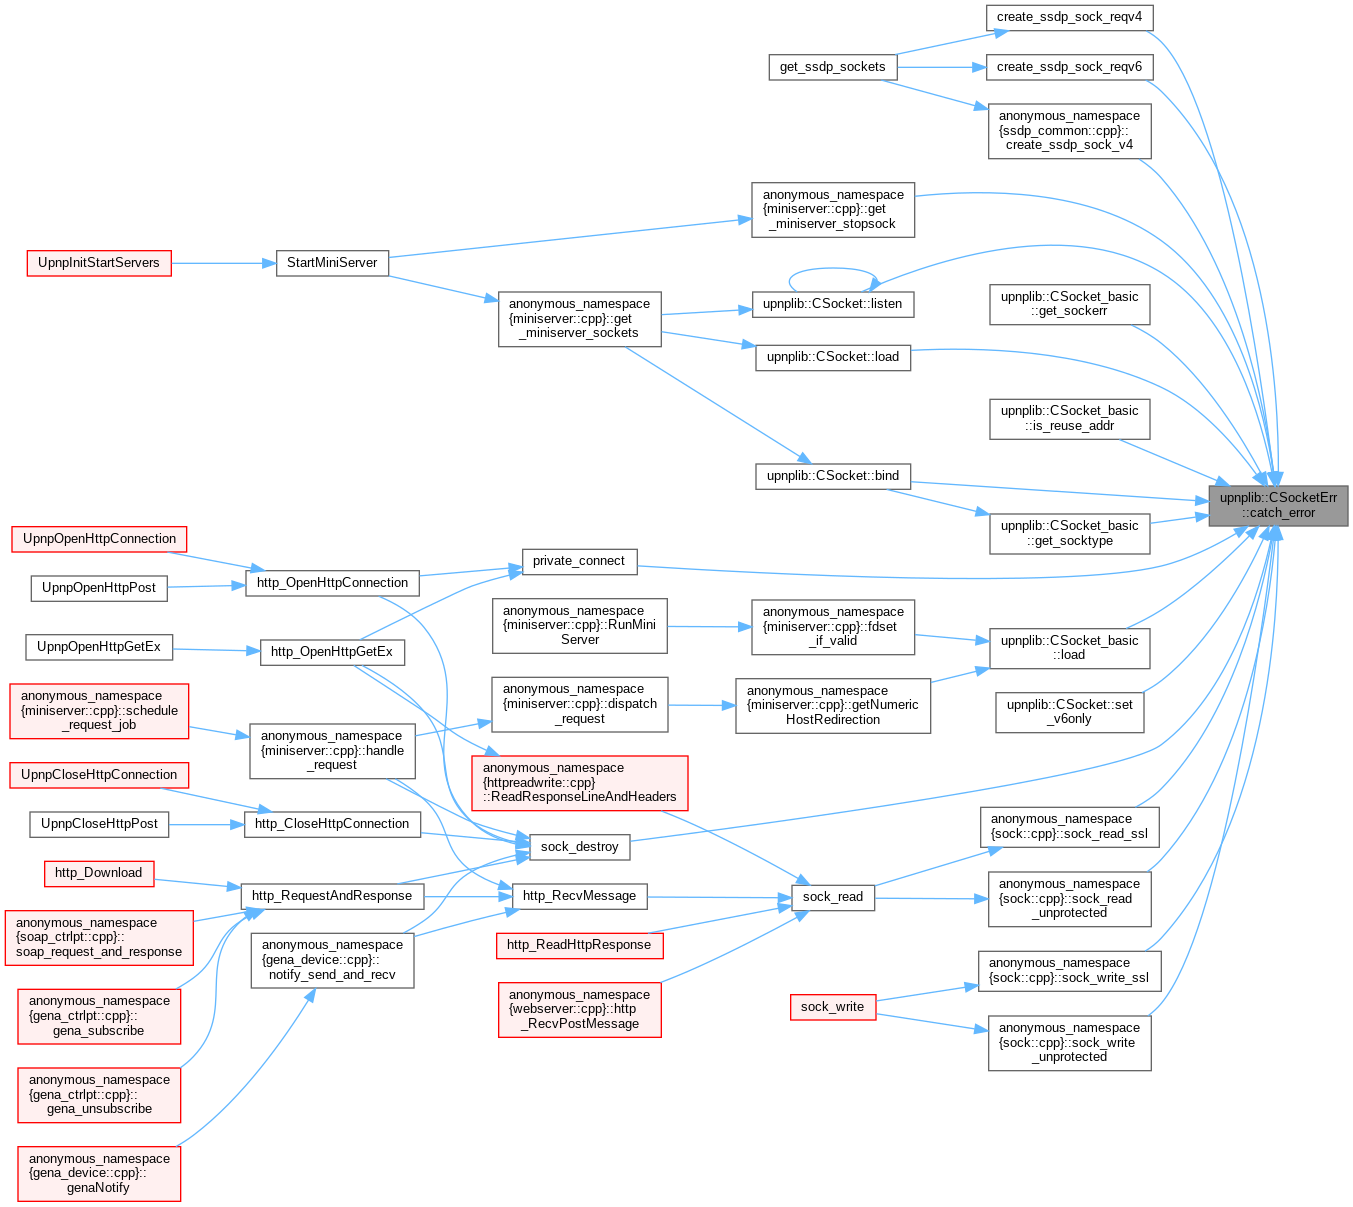 create_ssdp_sock_reqv4
get_ssdp_sockets
create_ssdp_sock_reqv6
anonymous_namespace
{ssdp_common::cpp}::
create_ssdp_sock_v4
anonymous_namespace
{miniserver::cpp}::get
_miniserver_stopsock
UpnpInitStartServers
StartMiniServer
anonymous_namespace
{miniserver::cpp}::get
_miniserver_sockets
upnplib::CSocket::listen
upnplib::CSocket_basic
::get_sockerr
upnplib::CSocket::load
upnplib::CSocket_basic
::is_reuse_addr
upnplib::CSocket::bind
upnplib::CSocketErr
::catch_error
upnplib::CSocket_basic
::get_socktype
UpnpOpenHttpConnection
private_connect
http_OpenHttpConnection
UpnpOpenHttpPost
anonymous_namespace
{miniserver::cpp}::RunMini
Server
anonymous_namespace
{miniserver::cpp}::fdset
_if_valid
upnplib::CSocket_basic
::load
UpnpOpenHttpGetEx
http_OpenHttpGetEx
anonymous_namespace
{miniserver::cpp}::schedule
_request_job
anonymous_namespace
{miniserver::cpp}::dispatch
_request
anonymous_namespace
{miniserver::cpp}::getNumeric
HostRedirection
upnplib::CSocket::set
_v6only
anonymous_namespace
{miniserver::cpp}::handle
_request
UpnpCloseHttpConnection
anonymous_namespace
{httpreadwrite::cpp}
::ReadResponseLineAndHeaders
UpnpCloseHttpPost
http_CloseHttpConnection
sock_destroy
anonymous_namespace
{sock::cpp}::sock_read_ssl
http_Download
http_RequestAndResponse
http_RecvMessage
sock_read
anonymous_namespace
{sock::cpp}::sock_read
_unprotected
anonymous_namespace
{soap_ctrlpt::cpp}::
soap_request_and_response
anonymous_namespace
{gena_device::cpp}::
notify_send_and_recv
http_ReadHttpResponse
anonymous_namespace
{sock::cpp}::sock_write_ssl
anonymous_namespace
{gena_ctrlpt::cpp}::
gena_subscribe
anonymous_namespace
{webserver::cpp}::http
_RecvPostMessage
sock_write
anonymous_namespace
{sock::cpp}::sock_write
_unprotected
anonymous_namespace
{gena_ctrlpt::cpp}::
gena_unsubscribe
anonymous_namespace
{gena_device::cpp}::
genaNotify